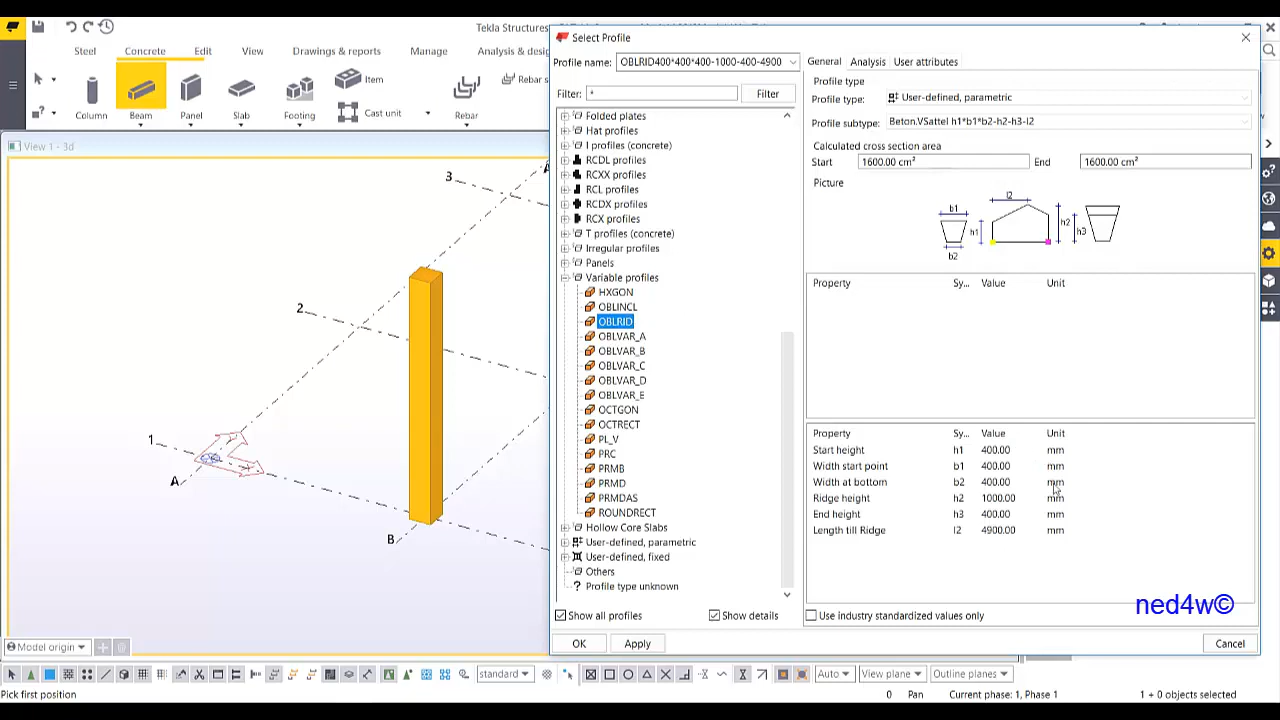 Tekla Structures
Steel
Concrete
Edit
View
Drawings & reports
Manage
Column
Beam
Panel
Slab
Footing
Item
Cast unit
Rebar
View 1 - 3d
3
2
1
A
B
Select Profile
Profile name:
OBLRID400*400*400-1000-400-4900
Filter:
*
Filter
Folded plates
Hat profiles
I profiles (concrete)
RCDL profiles
RCXX profiles
RCL profiles
RCDX profiles
RCX profiles
T profiles (concrete)
Irregular profiles
Panels
Variable profiles
HXGON
OBLINCL
OBLRID
OBLVAR_A
OBLVAR_B
OBLVAR_C
OBLVAR_D
OBLVAR_E
OCTGON
OCTRECT
PL_V
PRC
PRMB
PRMD
PRMDAS
ROUNDRECT
Hollow Core Slabs
User-defined, parametric
User-defined, fixed
Others
? Profile type unknown
Show all profiles
Show details
OK
Apply
General
Analysis
User attributes
Profile type
Profile type: User-defined, parametric
Profile subtype: Beton.VSattel h1*b1*b2-h2-h3-l2
Calculated cross section area
Start 1600.00 cm² End 1600.00 cm²
Picture
l2
b1
h1
b2
h2
h3
Property Sy... Value Unit
Property Sy... Value Unit
Start height h1 400.00 mm
Width start point b1 400.00 mm
Width at bottom b2 400.00 mm
Ridge height h2 1000.00 mm
End height h3 400.00 mm
Length till Ridge l2 4900.00 mm
ned4w©
Use industry standardized values only
Cancel
Model origin
standard
Auto
View plane
Outline planes
Pick first position
0
Pan
Current phase: 1, Phase 1
1 + 0 objects selected